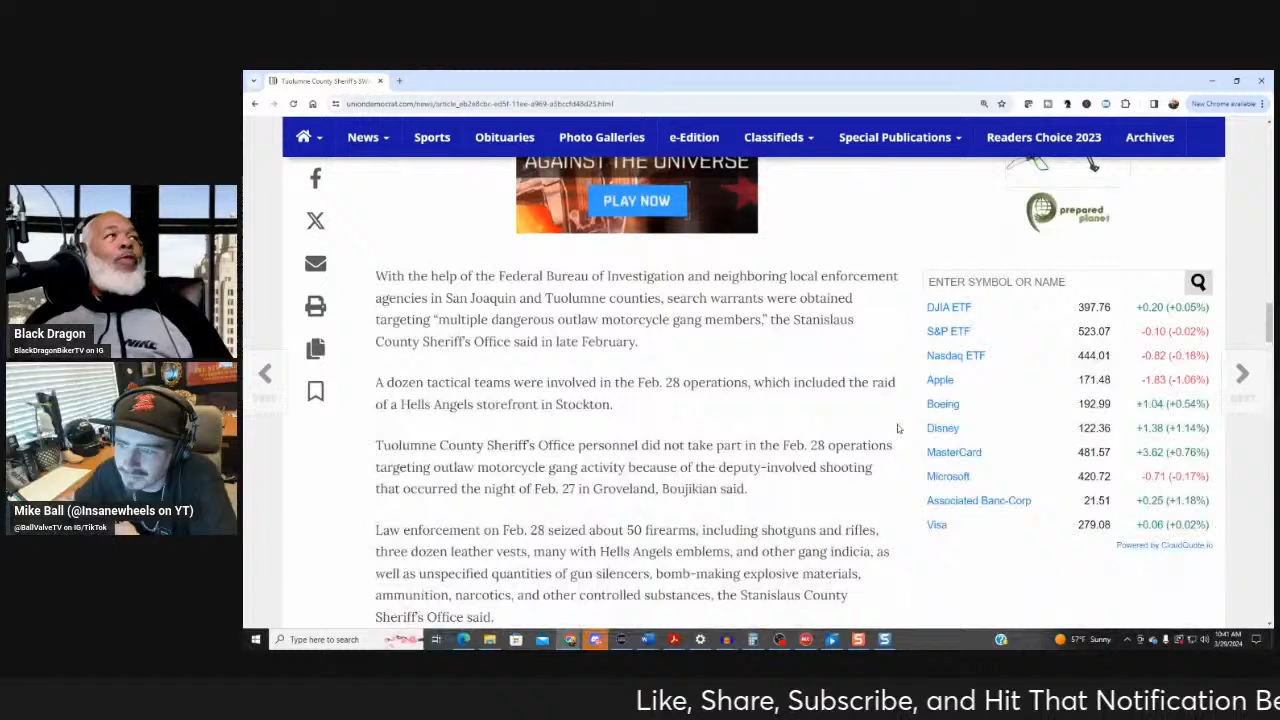 Tuolumne County Sheriff's SWA
uniondemocrat.com/news/article_eb2e8cbc-ed5f-11ee-a969-a3bccfd48d25.html
New Chrome available
News
Sports
Obituaries
Photo Galleries
e-Edition
Classifieds
Special Publications
Readers Choice 2023
Archives
AGAINST THE UNIVERSE
PLAY NOW
prepared
planet
With the help of the Federal Bureau of Investigation and neighboring local enforcement
agencies in San Joaquin and Tuolumne counties, search warrants were obtained
targeting “multiple dangerous outlaw motorcycle gang members,” the Stanislaus
County Sheriff’s Office said in late February.
A dozen tactical teams were involved in the Feb. 28 operations, which included the raid
of a Hells Angels storefront in Stockton.
Tuolumne County Sheriff’s Office personnel did not take part in the Feb. 28 operations
targeting outlaw motorcycle gang activity because of the deputy-involved shooting
that occurred the night of Feb. 27 in Groveland, Boujikian said.
Law enforcement on Feb. 28 seized about 50 firearms, including shotguns and rifles,
three dozen leather vests, many with Hells Angels emblems, and other gang indicia, as
well as unspecified quantities of gun silencers, bomb-making explosive materials,
ammunition, narcotics, and other controlled substances, the Stanislaus County
Sheriff’s Office said.
ENTER SYMBOL OR NAME
DJIA ETF 397.76 +0.20 (+0.05%)
S&P ETF 523.07 -0.10 (-0.02%)
Nasdaq ETF 444.01 -0.82 (-0.18%)
Apple 171.48 -1.83 (-1.06%)
Boeing 192.99 +1.04 (+0.54%)
Disney 122.36 +1.38 (+1.14%)
MasterCard 481.57 +3.62 (+0.76%)
Microsoft 420.72 -0.71 (-0.17%)
Associated Banc-Corp 21.51 +0.25 (+1.18%)
Visa 279.08 +0.06 (+0.02%)
Powered by CloudQuote.io
Black Dragon
BlackDragonBikerTV on IG
Mike Ball (@Insanewheels on YT)
@BallValveTV on IG/TikTok
Type here to search
57°F Sunny
10:41 AM
3/29/2024
Like, Share, Subscribe, and Hit That Notification Be